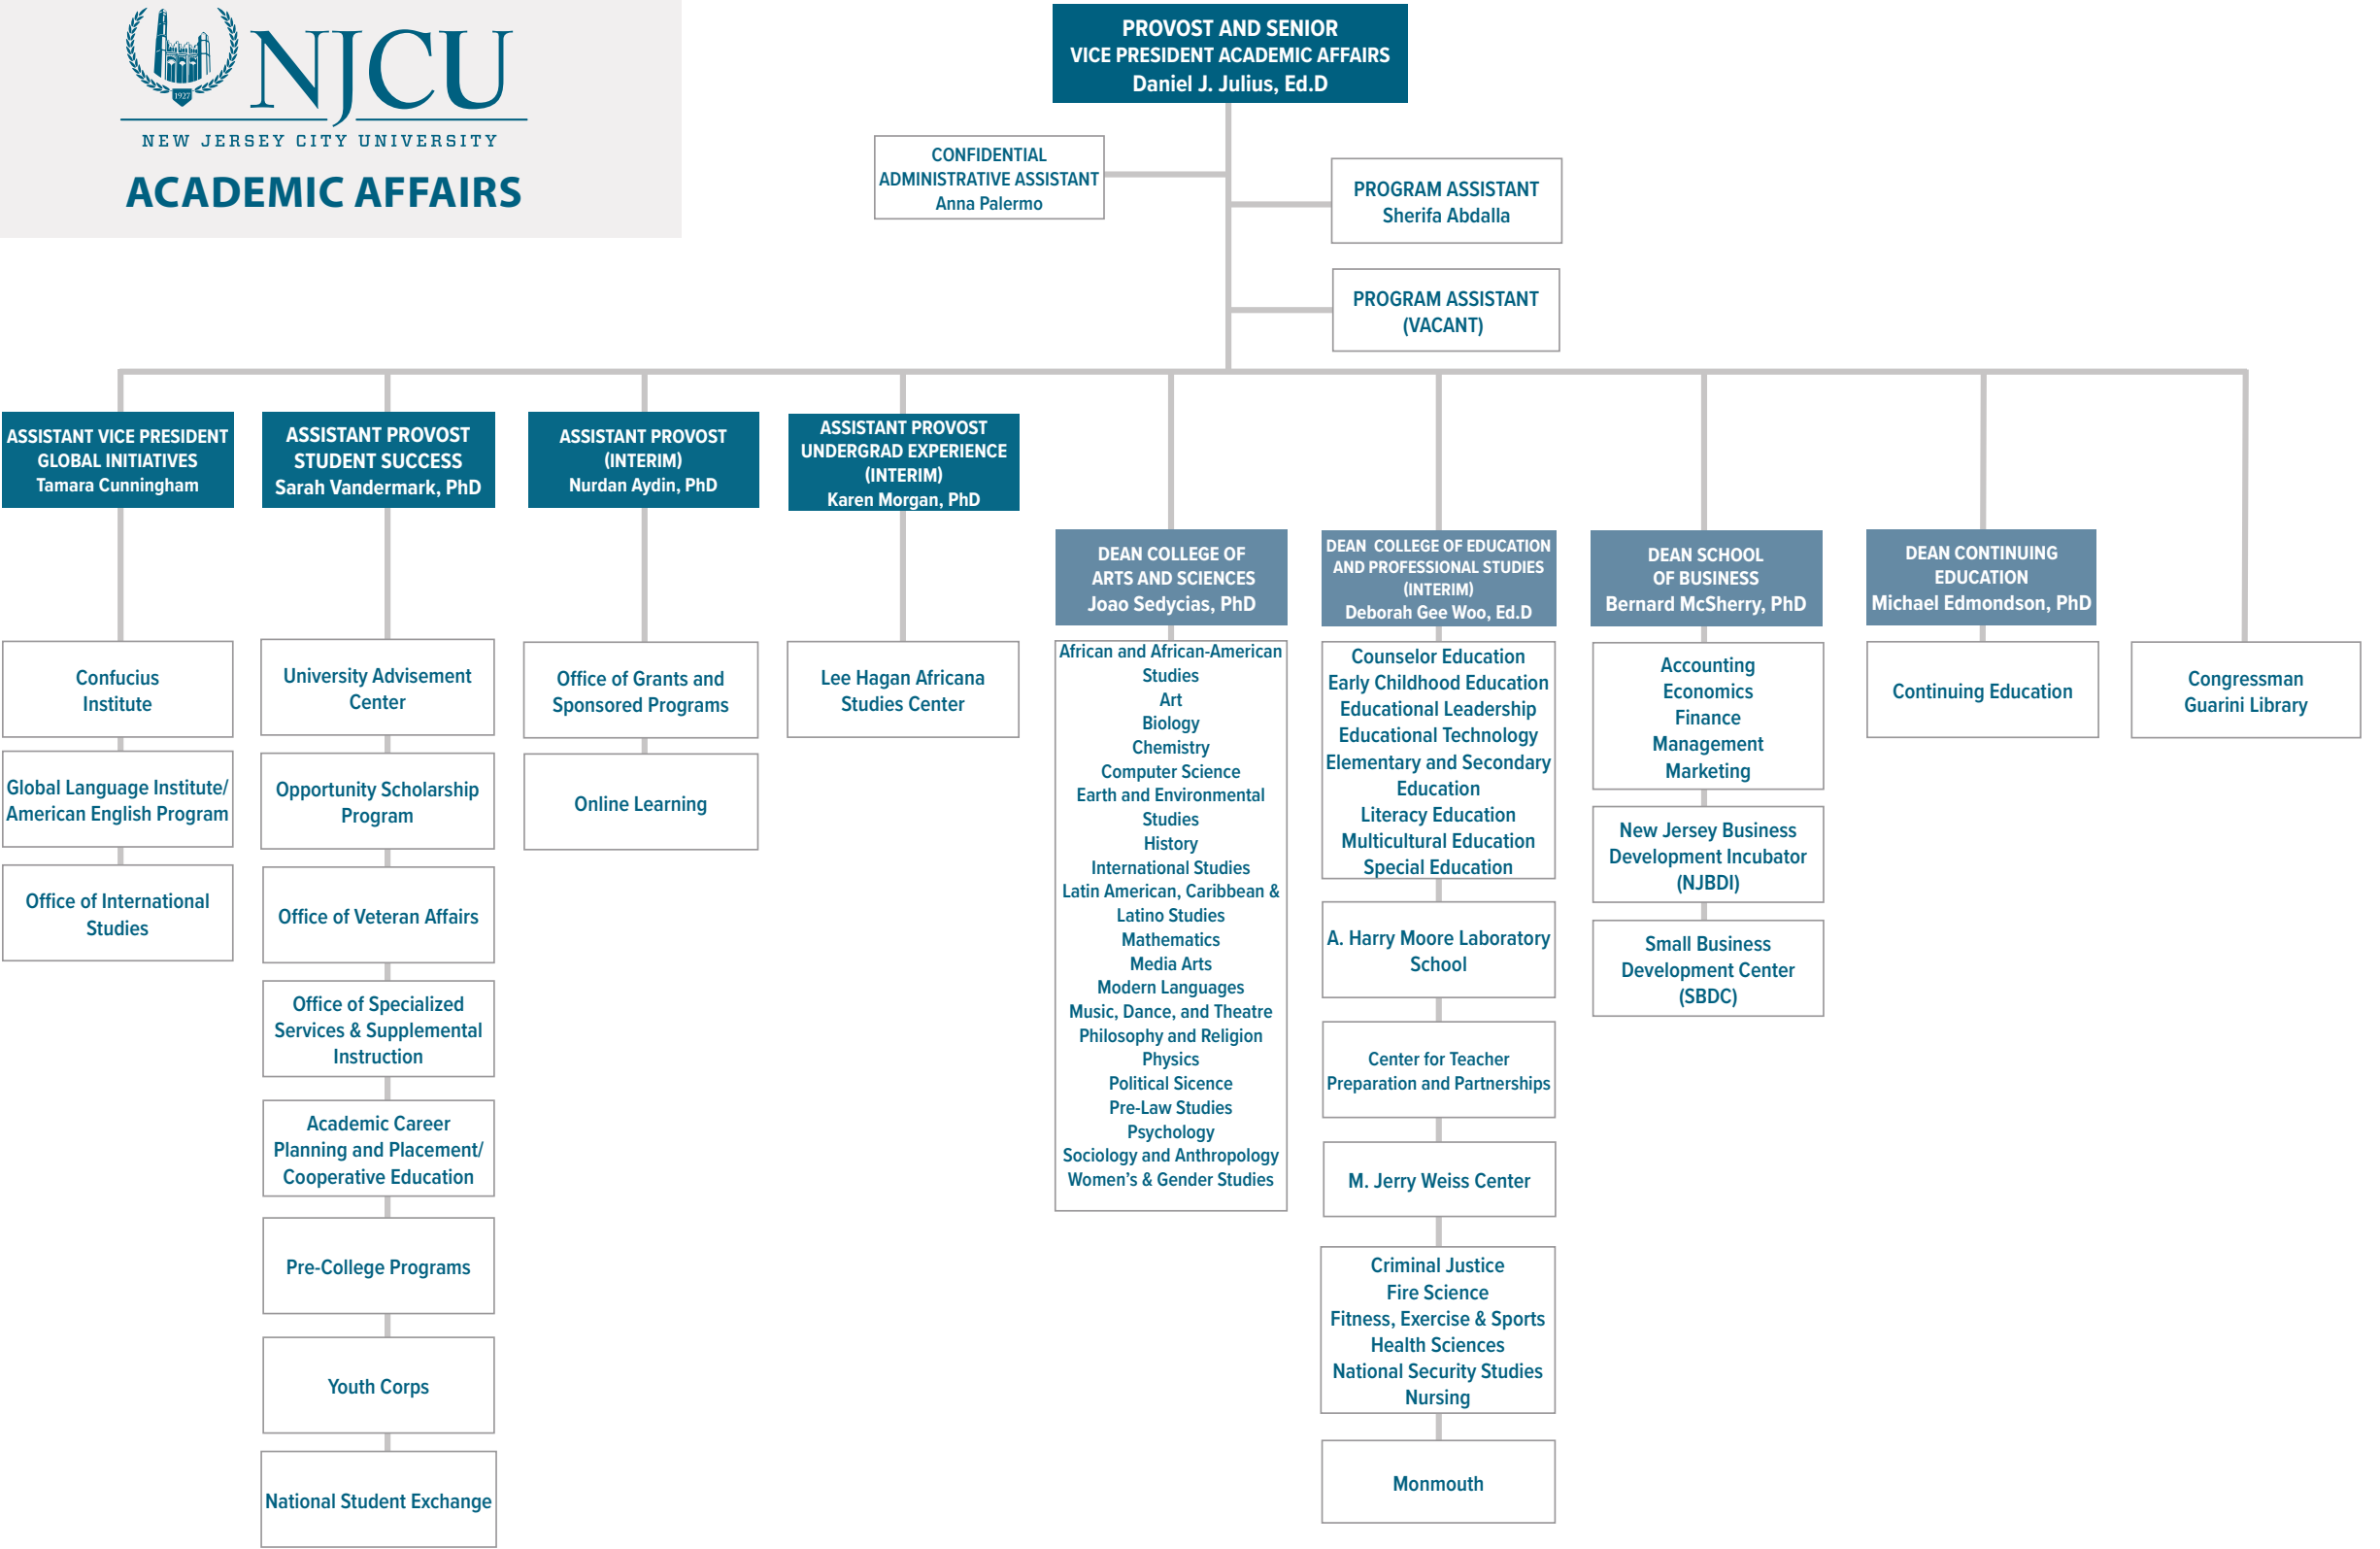 1927
NJCU
NEW JERSEY CITY UNIVERSITY
ACADEMIC AFFAIRS
PROVOST AND SENIOR
VICE PRESIDENT ACADEMIC AFFAIRS
Daniel J. Julius, Ed.D
CONFIDENTIAL
ADMINISTRATIVE ASSISTANT
Anna Palermo
PROGRAM ASSISTANT
Sherifa Abdalla
PROGRAM ASSISTANT
(VACANT)
ASSISTANT VICE PRESIDENT
GLOBAL INITIATIVES
Tamara Cunningham
Confucius
Institute
Global Language Institute/
American English Program
Office of International
Studies
ASSISTANT PROVOST
STUDENT SUCCESS
Sarah Vandermark, PhD
University Advisement
Center
Opportunity Scholarship
Program
Office of Veteran Affairs
Office of Specialized
Services & Supplemental
Instruction
Academic Career
Planning and Placement/
Cooperative Education
Pre-College Programs
Youth Corps
National Student Exchange
ASSISTANT PROVOST
(INTERIM)
Nurdan Aydin, PhD
Office of Grants and
Sponsored Programs
Online Learning
ASSISTANT PROVOST
UNDERGRAD EXPERIENCE
(INTERIM)
Karen Morgan, PhD
Lee Hagan Africana
Studies Center
DEAN COLLEGE OF
ARTS AND SCIENCES
Joao Sedycias, PhD
African and African-American
Studies
Art
Biology
Chemistry
Computer Science
Earth and Environmental
Studies
History
International Studies
Latin American, Caribbean &
Latino Studies
Mathematics
Media Arts
Modern Languages
Music, Dance, and Theatre
Philosophy and Religion
Physics
Political Sicence
Pre-Law Studies
Psychology
Sociology and Anthropology
Women's & Gender Studies
DEAN COLLEGE OF EDUCATION
AND PROFESSIONAL STUDIES
(INTERIM)
Deborah Gee Woo, Ed.D
Counselor Education
Early Childhood Education
Educational Leadership
Educational Technology
Elementary and Secondary
Education
Literacy Education
Multicultural Education
Special Education
A. Harry Moore Laboratory
School
Center for Teacher
Preparation and Partnerships
M. Jerry Weiss Center
Criminal Justice
Fire Science
Fitness, Exercise & Sports
Health Sciences
National Security Studies
Nursing
Monmouth
DEAN SCHOOL
OF BUSINESS
Bernard McSherry, PhD
Accounting
Economics
Finance
Management
Marketing
New Jersey Business
Development Incubator
(NJBDI)
Small Business
Development Center
(SBDC)
DEAN CONTINUING
EDUCATION
Michael Edmondson, PhD
Continuing Education
Congressman
Guarini Library